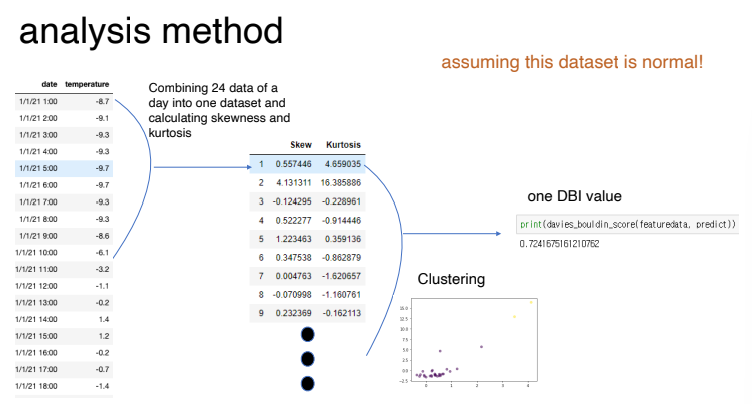 analysis method
assuming this dataset is normal!
date temperature
1/1/21 1:00 -8.7
1/1/21 2:00 -9.1
1/1/21 3:00 -9.3
1/1/21 4:00 -9.3
1/1/21 5:00 -9.7
1/1/21 6:00 -9.7
1/1/21 7:00 -9.3
1/1/21 8:00 -9.3
1/1/21 9:00 -8.6
1/1/21 10:00 -6.1
1/1/21 11:00 -3.2
1/1/21 12:00 -1.1
1/1/21 13:00 -0.2
1/1/21 14:00 1.4
1/1/21 15:00 1.2
1/1/21 16:00 -0.2
1/1/21 17:00 -0.7
1/1/21 18:00 -1.4
Combining 24 data of a
day into one dataset and
calculating skewness and
kurtosis
Skew Kurtosis
1 0.557446 4.659035
2 4.131311 16.385886
3 -0.124295 -0.228961
4 0.522277 -0.914446
5 1.223463 0.359136
6 0.347538 -0.862879
7 0.004763 -1.620657
8 -0.070998 -1.160761
9 0.232369 -0.162113
one DBI value
print(davies_bouldin_score(featuredata, predict))
0.7241675161210762
Clustering
15.0
12.5
10.0
7.5
5.0
2.5
0.0
-2.5
0 1 2 3 4